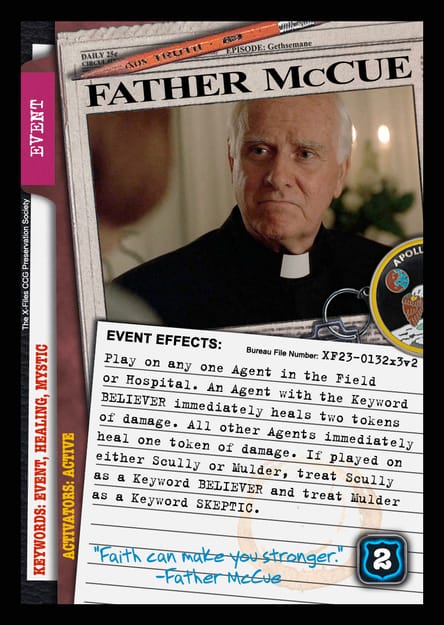 DAILY 25¢
EPISODE: Gethsemane
FATHER McCUE
EVENT
The X-Files CCG Preservation Society
KEYWORDS: EVENT, HEALING, MYSTIC
ACTIVATORS: ACTIVE
APOLL
EVENT EFFECTS:
Bureau File Number: XF23-0132x3v2
Play on any one Agent in the Field
or Hospital. An Agent with the Keyword
BELIEVER immediately heals two tokens
of damage. All other Agents immediately
heal one token of damage. If played on
either Scully or Mulder, treat Scully
as a Keyword BELIEVER and treat Mulder
as a Keyword SKEPTIC.
"Faith can make you stronger."
-Father McCue
2